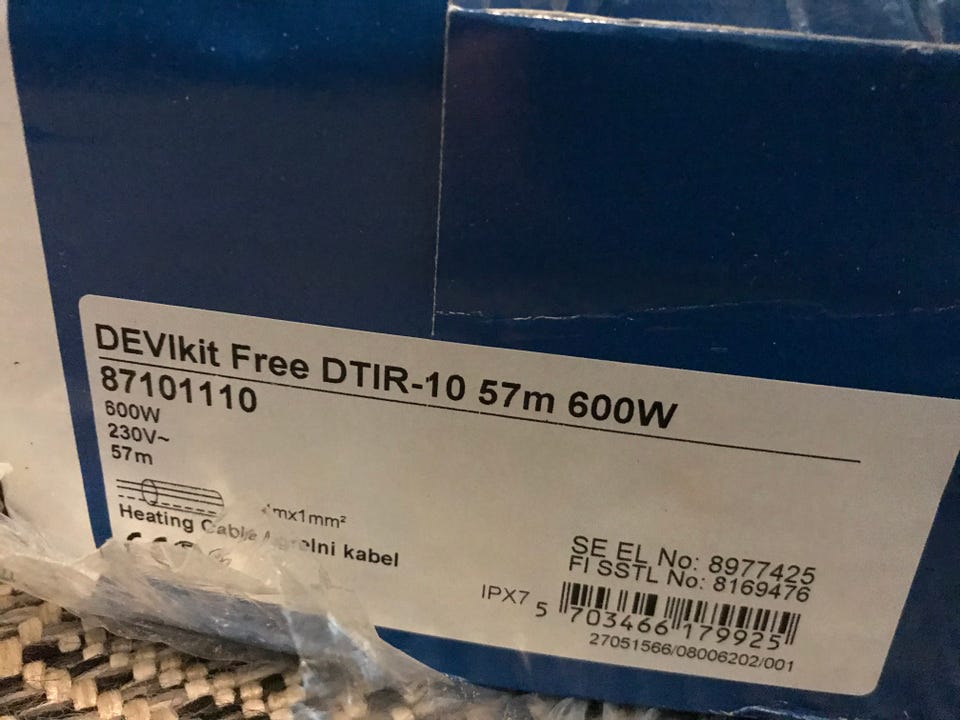 DEVIkit Free DTIR-10 57m 600W
87101110
600W
230V~
57m
mx1mm²
Heating Cable kabel
SE EL No: 8977425
FI SSTL No: 8169476
IPX7
5 703466 179925
27051566/08006202/001